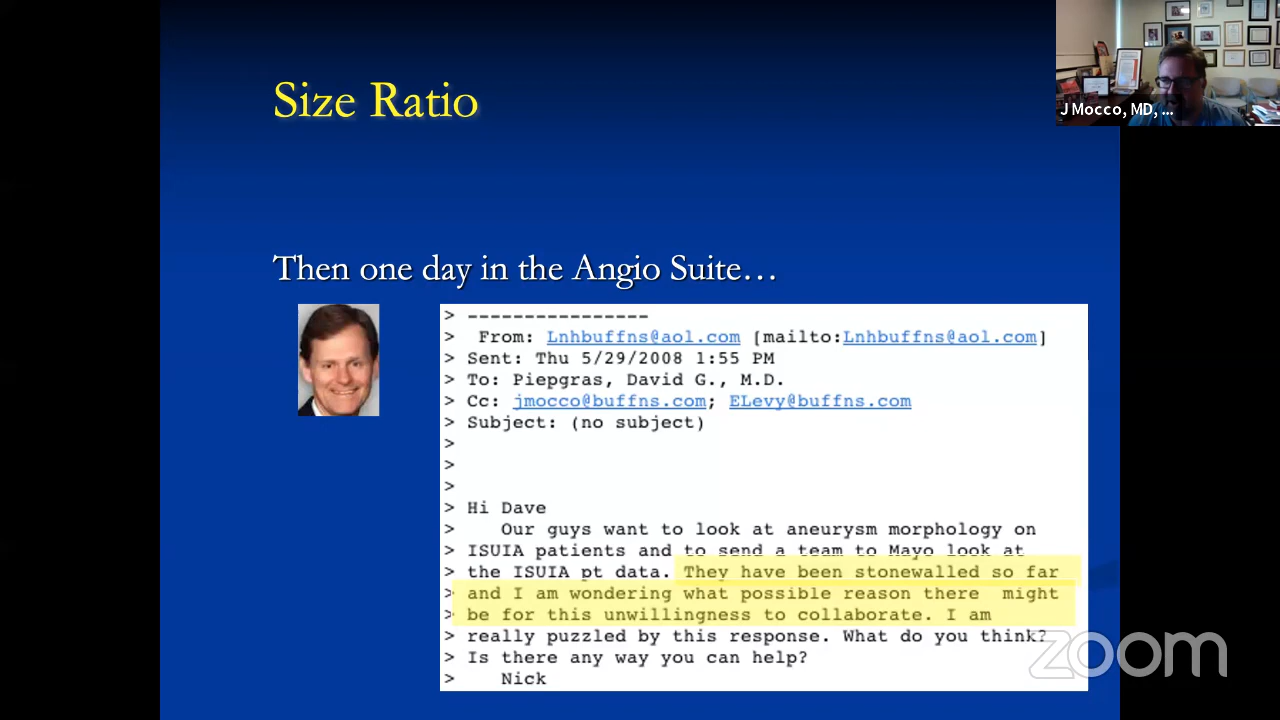 Size Ratio
J Mocco, MD, ...
Then one day in the Angio Suite...
> ----------------
> From: Lnhbuffns@aol.com [mailto:Lnhbuffns@aol.com]
> Sent: Thu 5/29/2008 1:55 PM
> To: Piepgras, David G., M.D.
> Cc: jmocco@buffns.com; ELevy@buffns.com
> Subject: (no subject)
>
>
>
> Hi Dave
> Our guys want to look at aneurysm morphology on
> ISUIA patients and to send a team to Mayo look at
> the ISUIA pt data. They have been stonewalled so far
> and I am wondering what possible reason there might
> be for this unwillingness to collaborate. I am
> really puzzled by this response. What do you think?
> Is there any way you can help?
> Nick
zoom